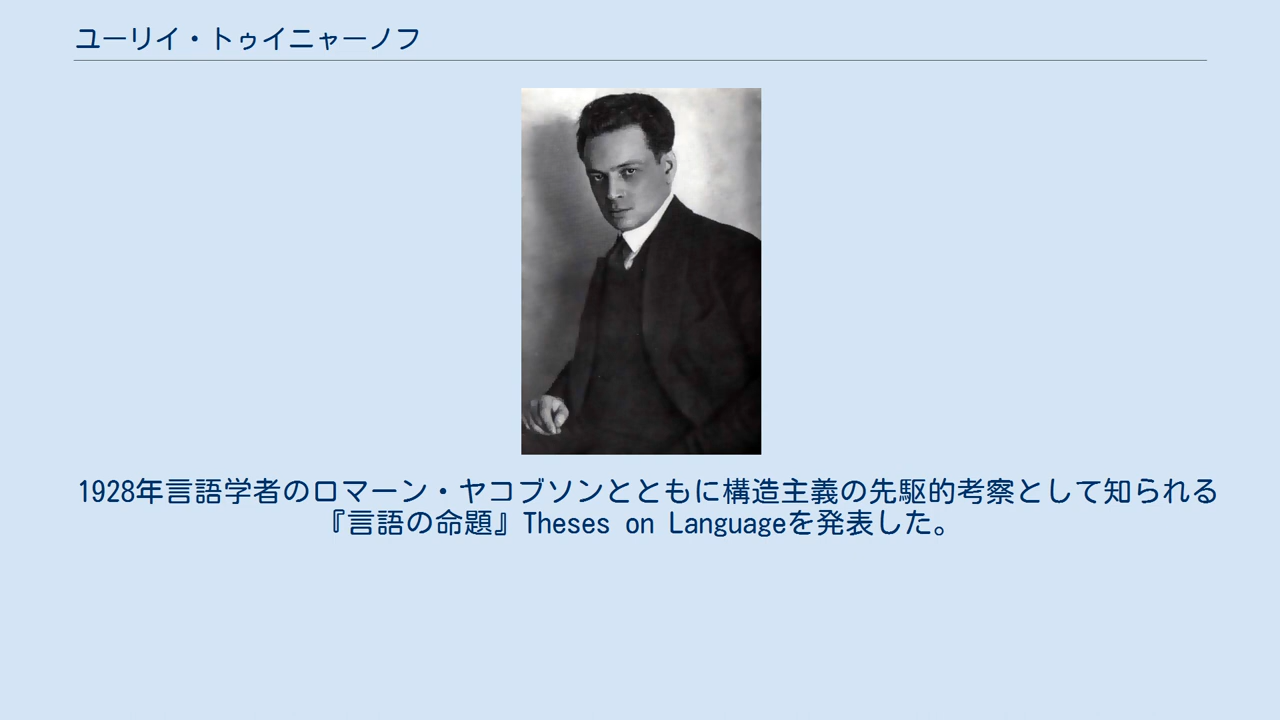 ユーリイ・トゥイニャーノフ
1928年言語学者のロマーン・ヤコブソンとともに構造主義の先駆的考察として知られる
『言語の命題』Theses on Languageを発表した。